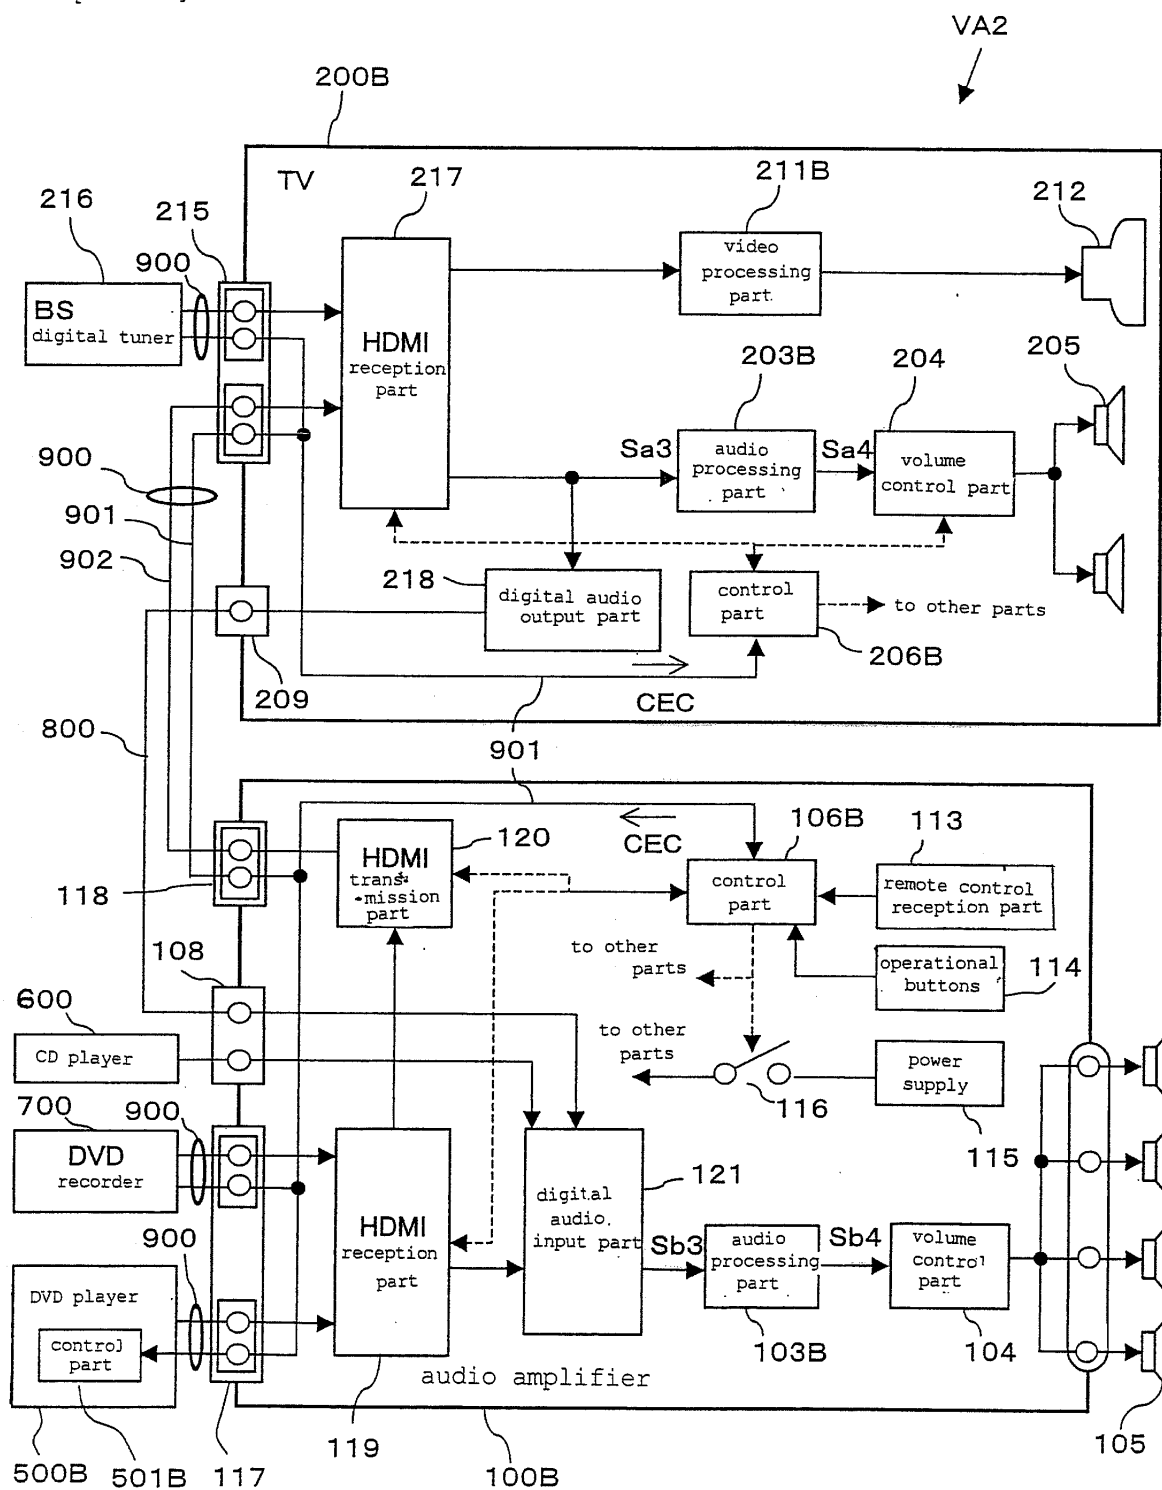 VA2
200B
TV
217
211B
212
216
215
900
BS
digital tuner
HDMI
reception
part
video
processing
part
203B
204
205
Sa3
audio
processing
part
Sa4
volume
control part
900
901
902
218
digital audio
output part
control
part
to other parts
206B
209
CEC
800
901
120
106B
113
HDMI
trans
mission
part
CEC
control
part
remote control
reception part
118
108
to other
parts
operational
buttons
114
600
CD player
to other
parts
power
supply
116
115
700
900
DVD
recorder
121
digital
audio
input part
HDMI
reception
part
Sb3
audio
processing
part
Sb4
volume
control
part
900
DVD player
control
part
103B
104
audio amplifier
119
105
500B
501B
117
100B